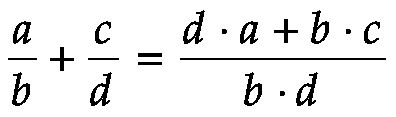 a/b + c/d = (d · a + b · c)/(b · d)